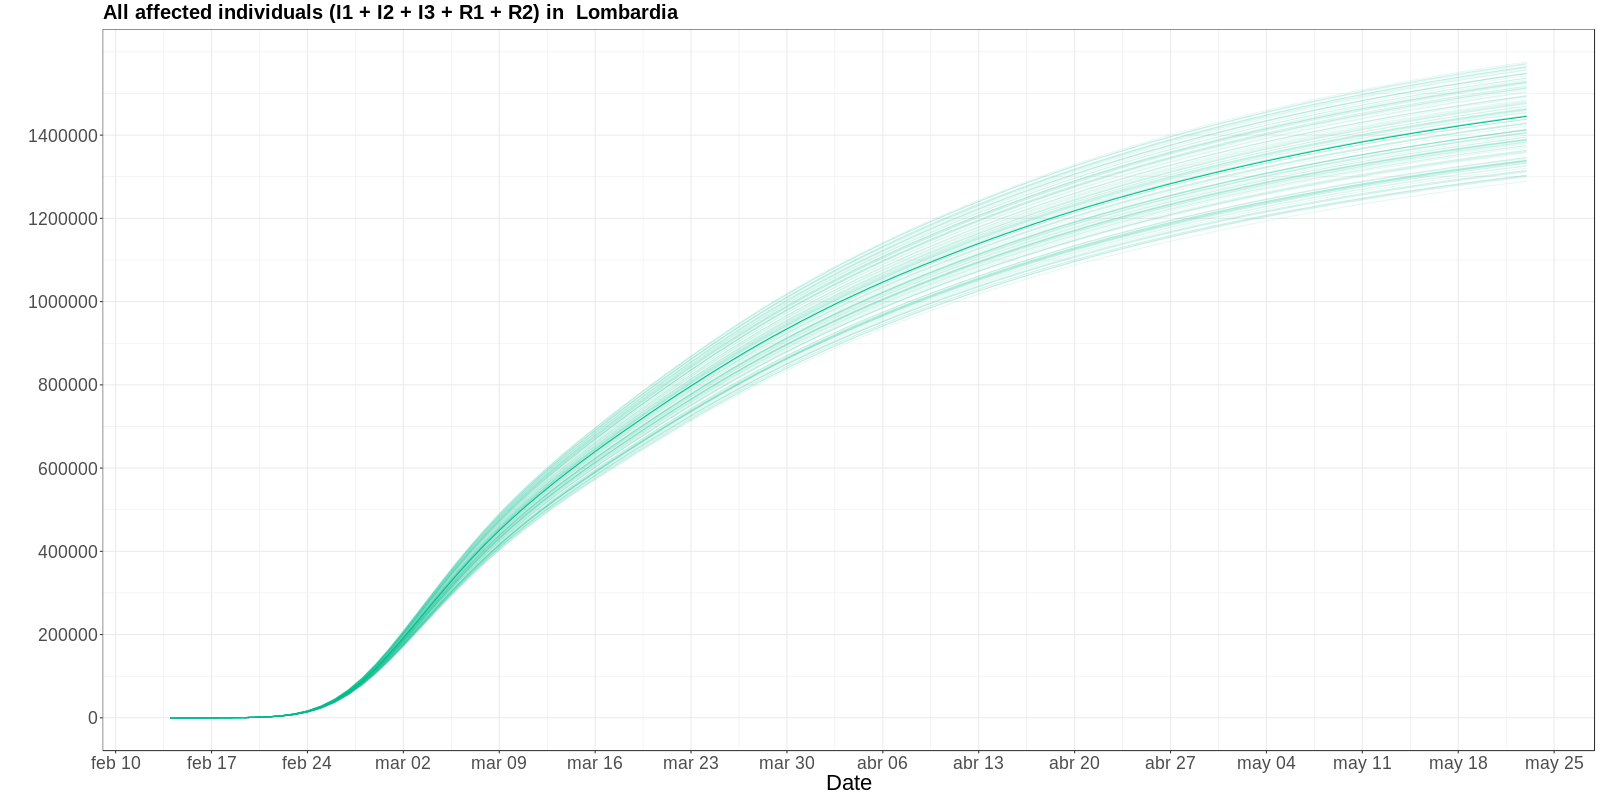 All affected individuals (I1 + I2 + I3 + R1 + R2) in  Lombardia
1400000
1200000
1000000
800000
600000
400000
200000
0
feb 10 feb 17 feb 24 mar 02 mar 09 mar 16 mar 23 mar 30 abr 06 abr 13 abr 20 abr 27 may 04 may 11 may 18 may 25
Date